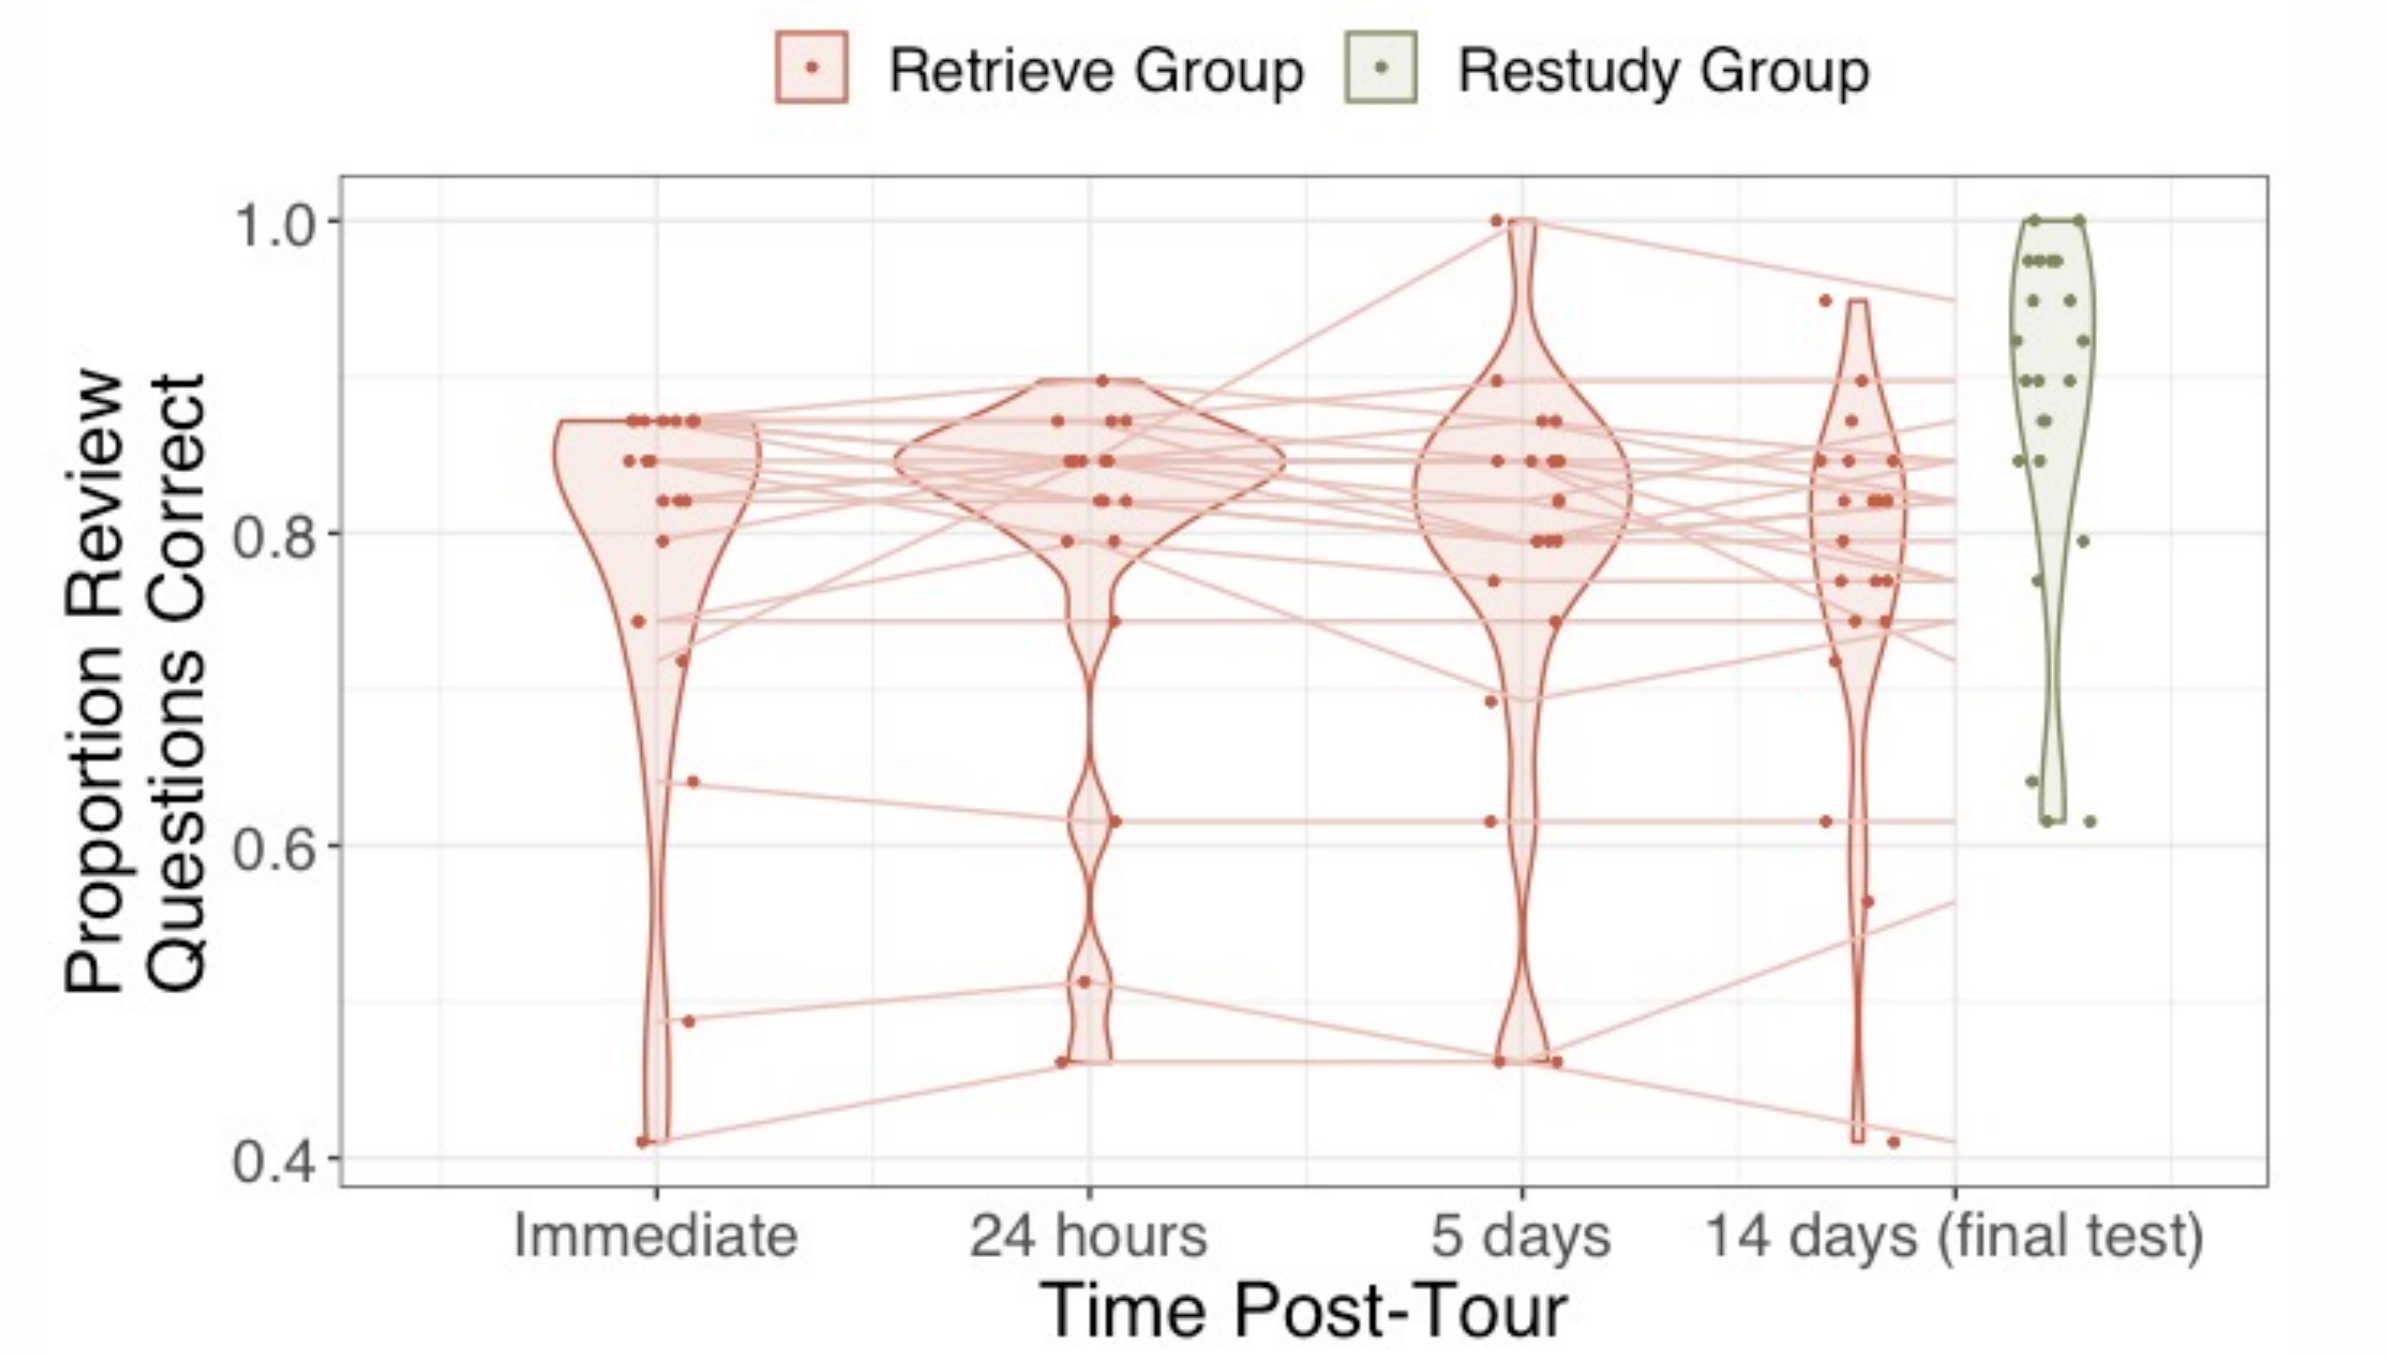 Retrieve Group
Restudy Group
Proportion Review
Questions Correct
1.0
0.8
0.6
0.4
Immediate
24 hours
5 days
14 days (final test)
Time Post-Tour